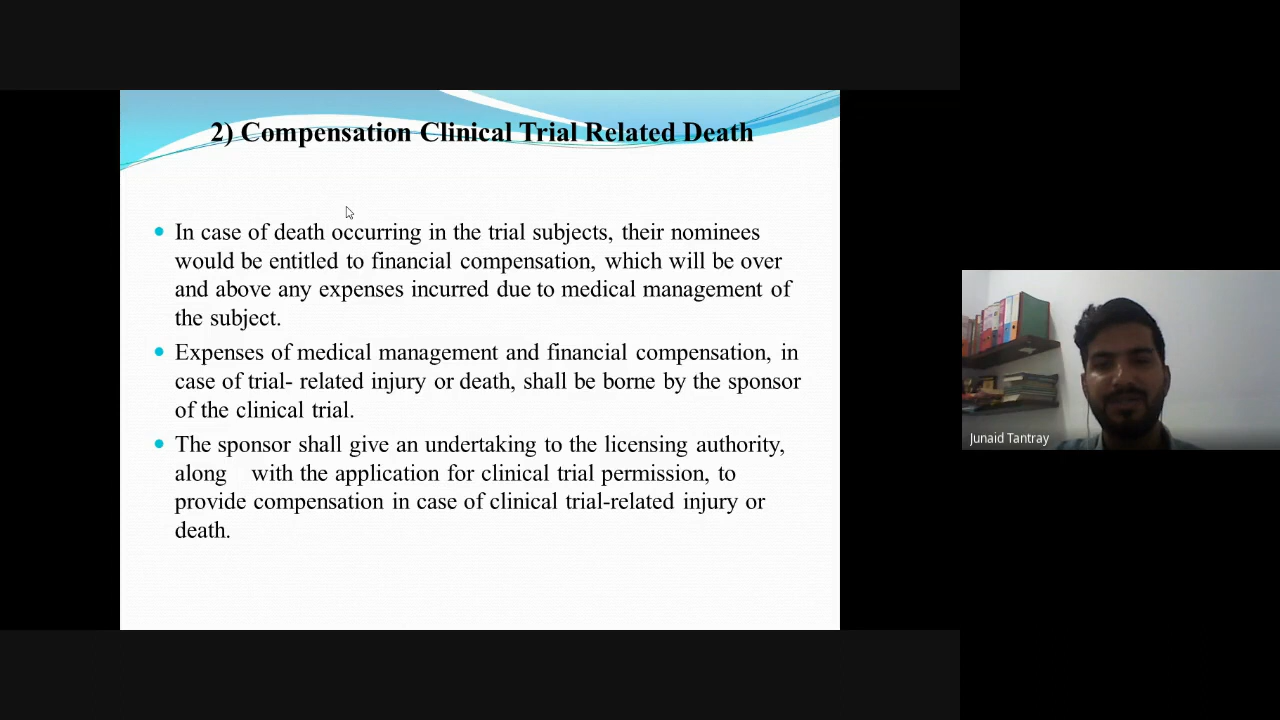 2) Compensation Clinical Trial Related Death
In case of death occurring in the trial subjects, their nominees
would be entitled to financial compensation, which will be over
and above any expenses incurred due to medical management of
the subject.
Expenses of medical management and financial compensation, in
case of trial- related injury or death, shall be borne by the sponsor
of the clinical trial.
The sponsor shall give an undertaking to the licensing authority,
along with the application for clinical trial permission, to
provide compensation in case of clinical trial-related injury or
death.
Junaid Tantray